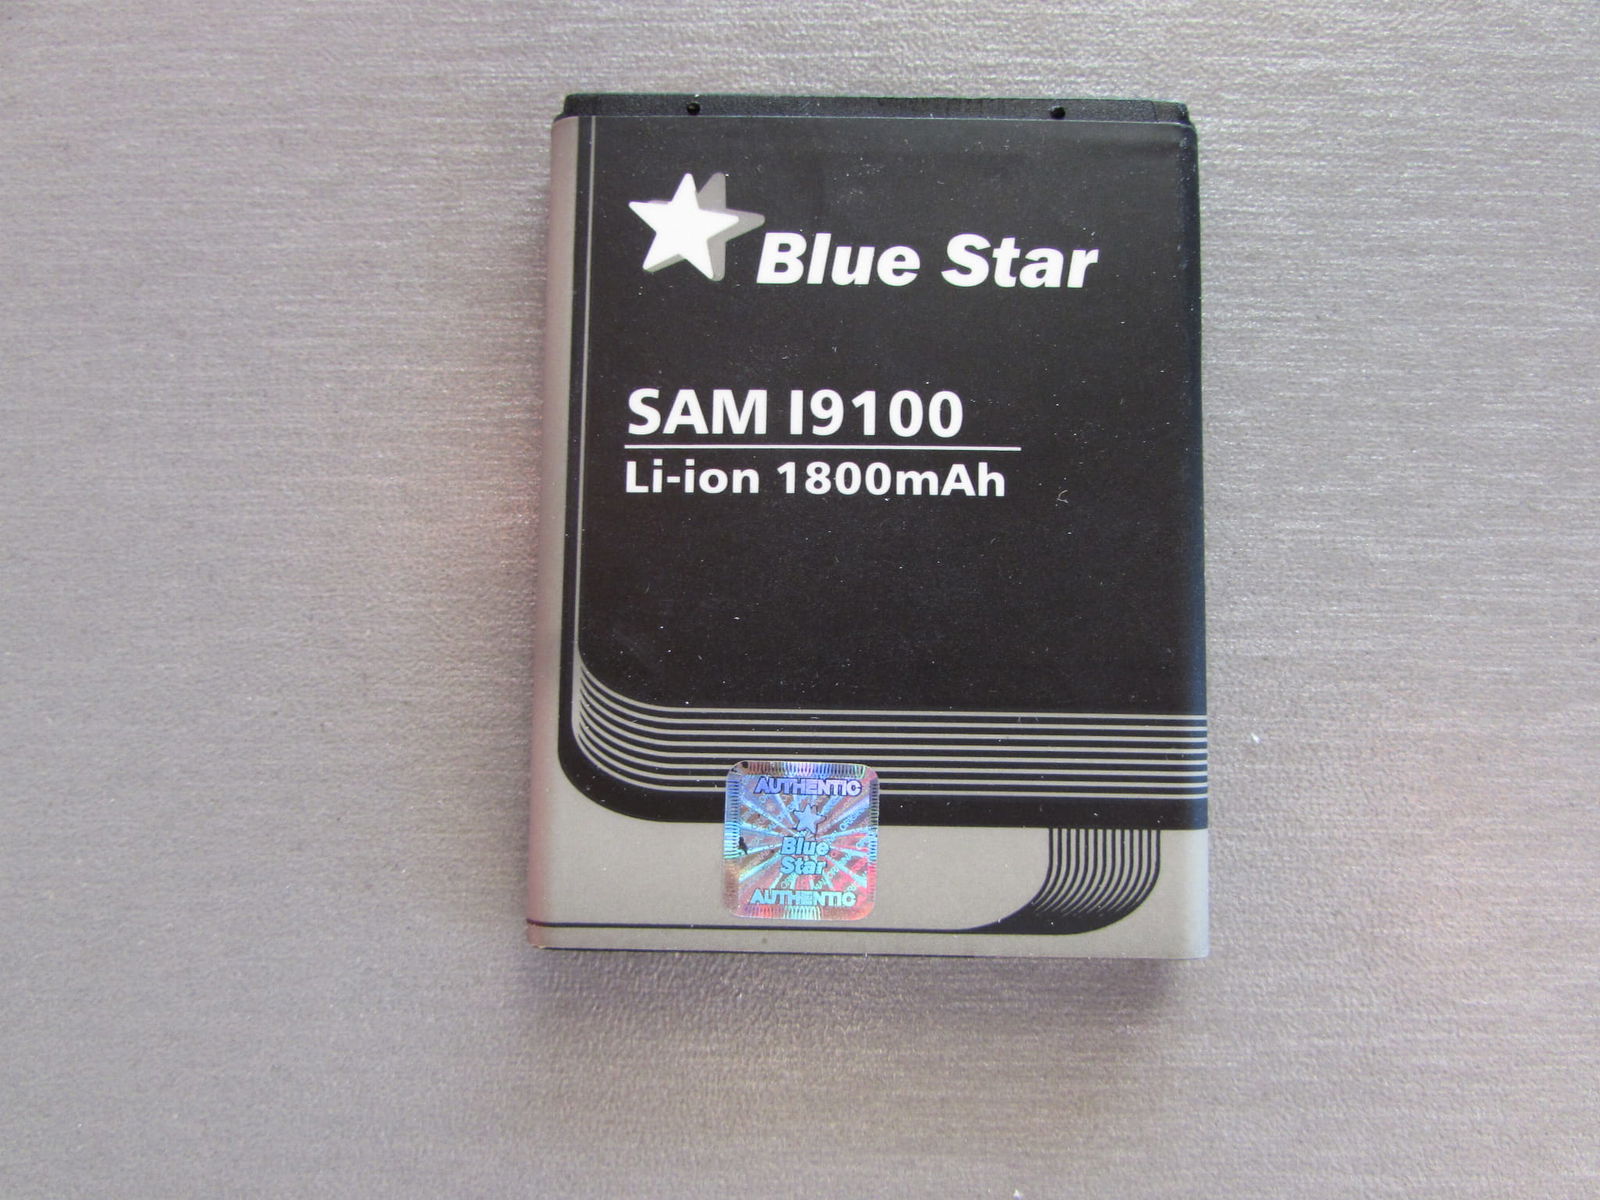 Blue Star
SAM I9100
Li-ion 1800mAh
AUTHENTIC
Blue
Star
AUTHENTIC